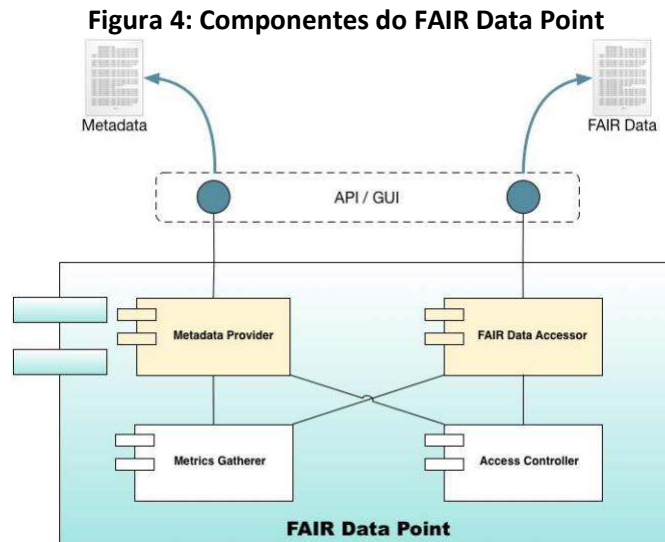 Figura 4: Componentes do FAIR Data Point
Metadata
FAIR Data
API / GUI
Metadata Provider
FAIR Data Accessor
Metrics Gatherer
Access Controller
FAIR Data Point